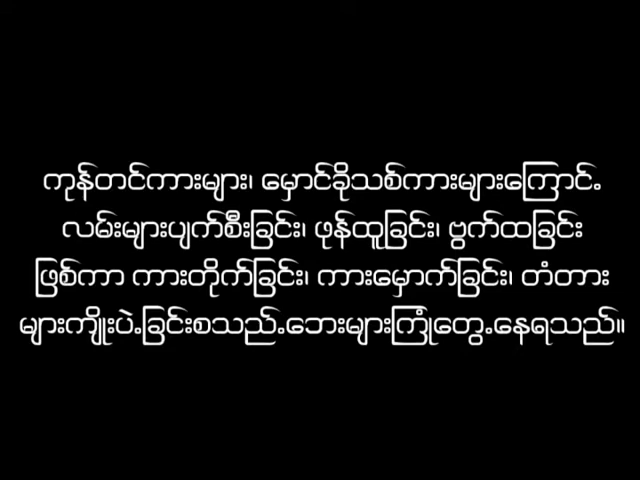 ကုန်တင်ကားများ၊ မှောင်ခိုသစ်ကားများကြောင့်
လမ်းများပျက်စီးခြင်း၊ ဖုန်ထူခြင်း၊ ဗွက်ထခြင်း
ဖြစ်ကာ ကားတိုက်ခြင်း၊ ကားမှောက်ခြင်း၊ တံတား
များကျိုးပဲ့ခြင်းစသည့်ဘေးများကြုံတွေ့နေရသည်။